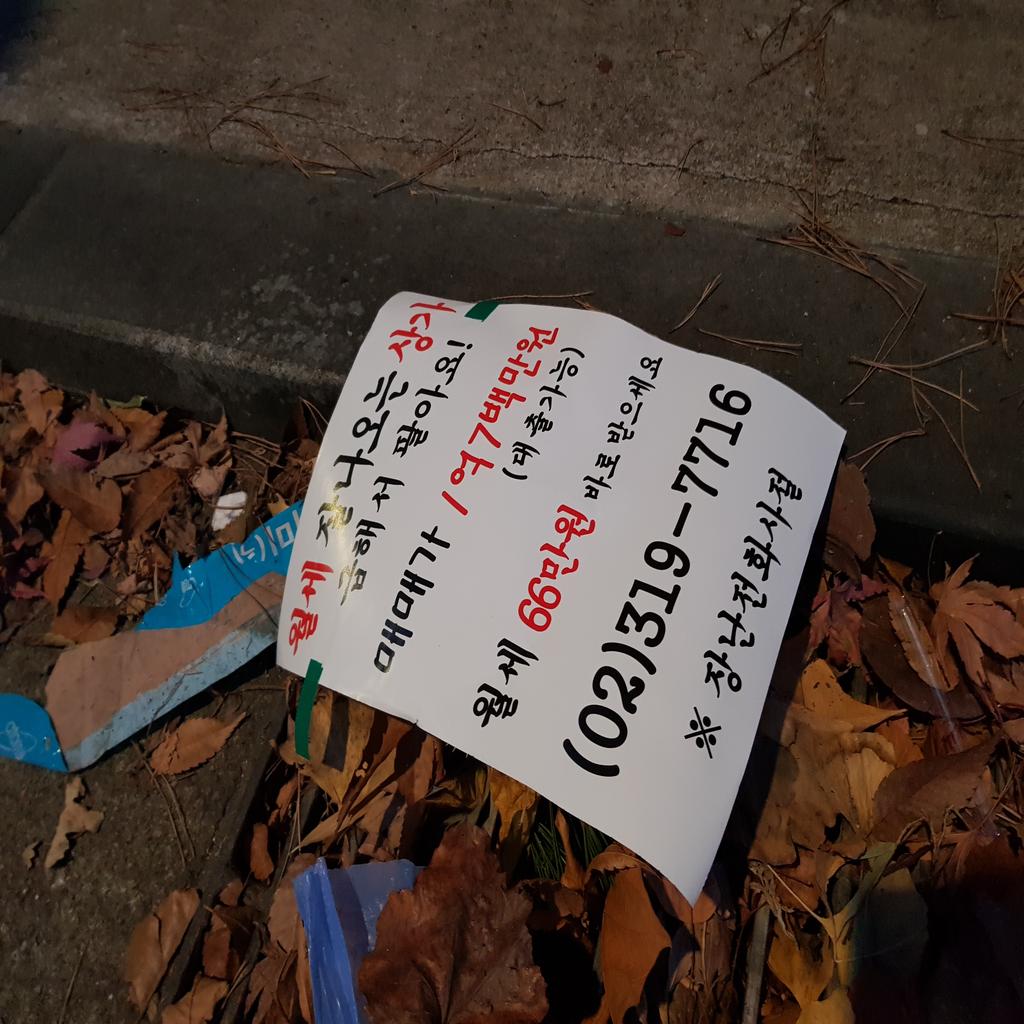 월세 잘나오는 상가
급해서 팔아요!
매매가 1억7백만원
(대출가능)
월세 66만원 바로 받으세요
(02)319-7716
※ 장난전화사절